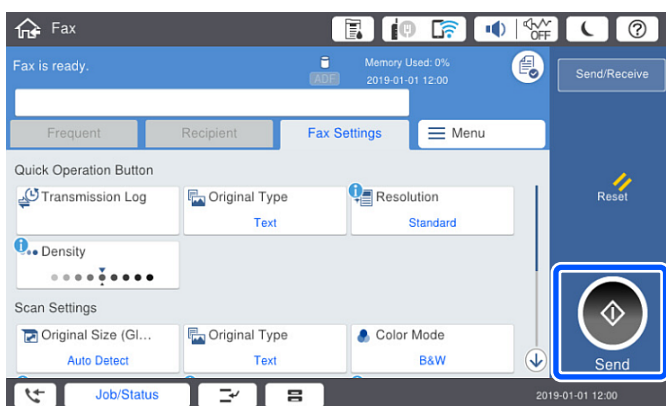 Fax
OFF
Fax is ready.
ADF
Memory Used: 0%
2019-01-01 12:00
Send/Receive
Frequent
Recipient
Fax Settings
Menu
Quick Operation Button
Transmission Log
Original Type
Text
Resolution
Standard
Reset
Density
Scan Settings
Original Size (Gl...
Auto Detect
Original Type
Text
Color Mode
B&W
Send
Job/Status
2019-01-01 12:00